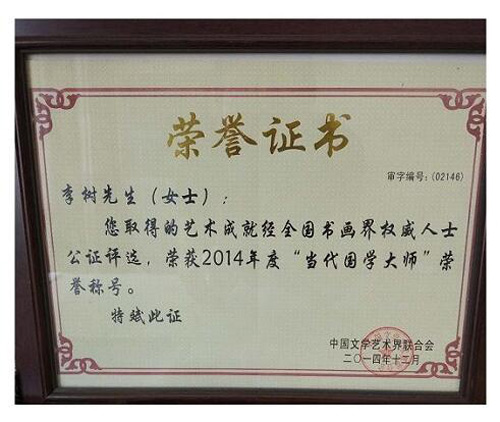 荣誉证书
审字编号：(02146)
李树先生（女士）：
您取得的艺术成就经全国书画界权威人士
公证评选，荣获2014年度“当代国学大师”荣
誉称号。
特斌此证
中国文学艺术界联合会
二〇一四年十二月